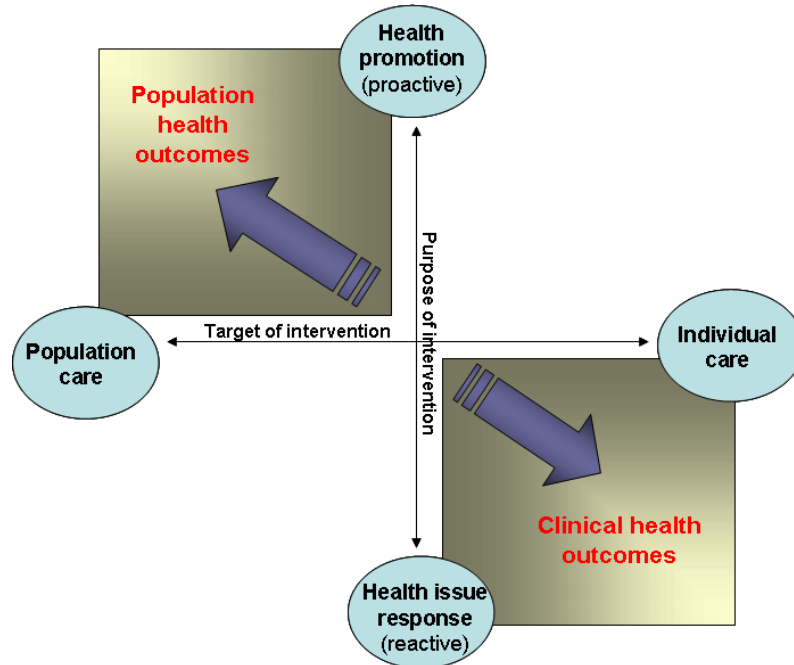 Health
promotion
(proactive)
Population
health
outcomes
Purpose of intervention
Target of intervention
Population
care
Individual
care
Clinical health
outcomes
Health issue
response
(reactive)